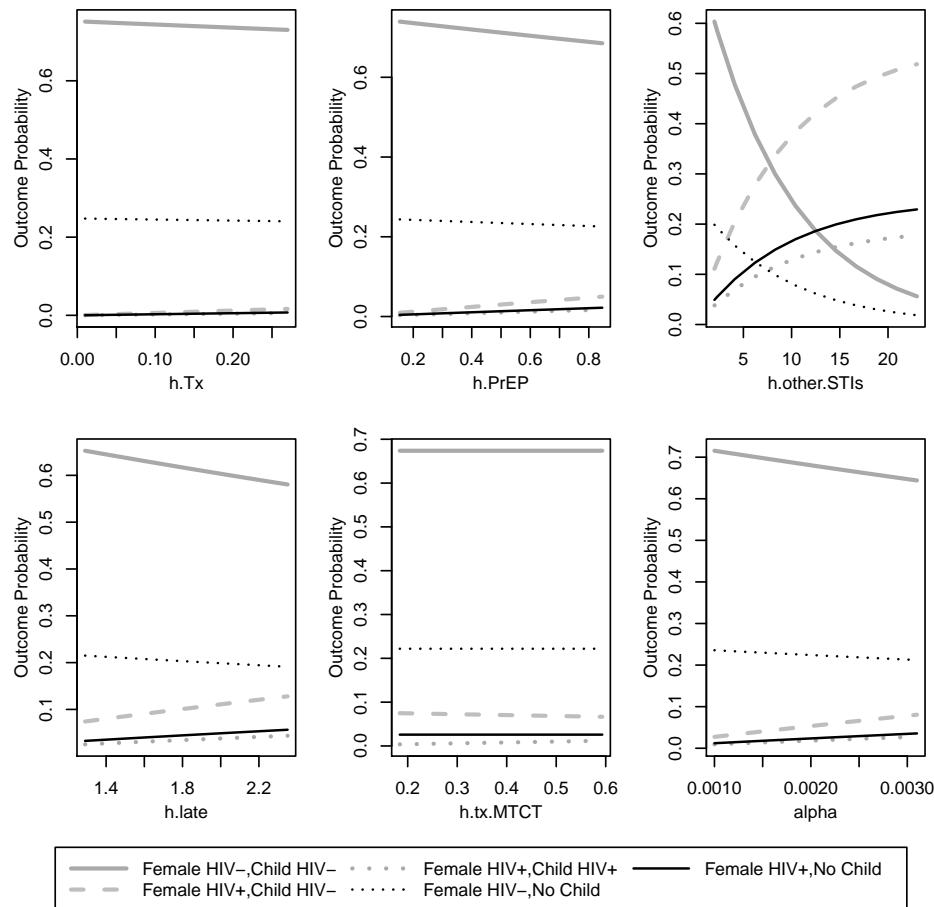 Outcome Probability
0.0 0.2 0.4 0.6
0.00 0.10 0.20
h.Tx
Outcome Probability
0.0 0.2 0.4 0.6
0.2 0.4 0.6 0.8
h.PrEP
Outcome Probability
0.0 0.1 0.2 0.3 0.4 0.5 0.6
5 10 15 20
h.other.STIs
Outcome Probability
0.1 0.2 0.3 0.4 0.5 0.6
1.4 1.8 2.2
h.late
Outcome Probability
0.0 0.1 0.2 0.3 0.4 0.5 0.6 0.7
0.2 0.3 0.4 0.5 0.6
h.tx.MTCT
Outcome Probability
0.0 0.1 0.2 0.3 0.4 0.5 0.6 0.7
0.0010 0.0020 0.0030
alpha
Female HIV−,Child HIV− Female HIV+,Child HIV+ Female HIV+,No Child
Female HIV+,Child HIV− Female HIV−,No Child